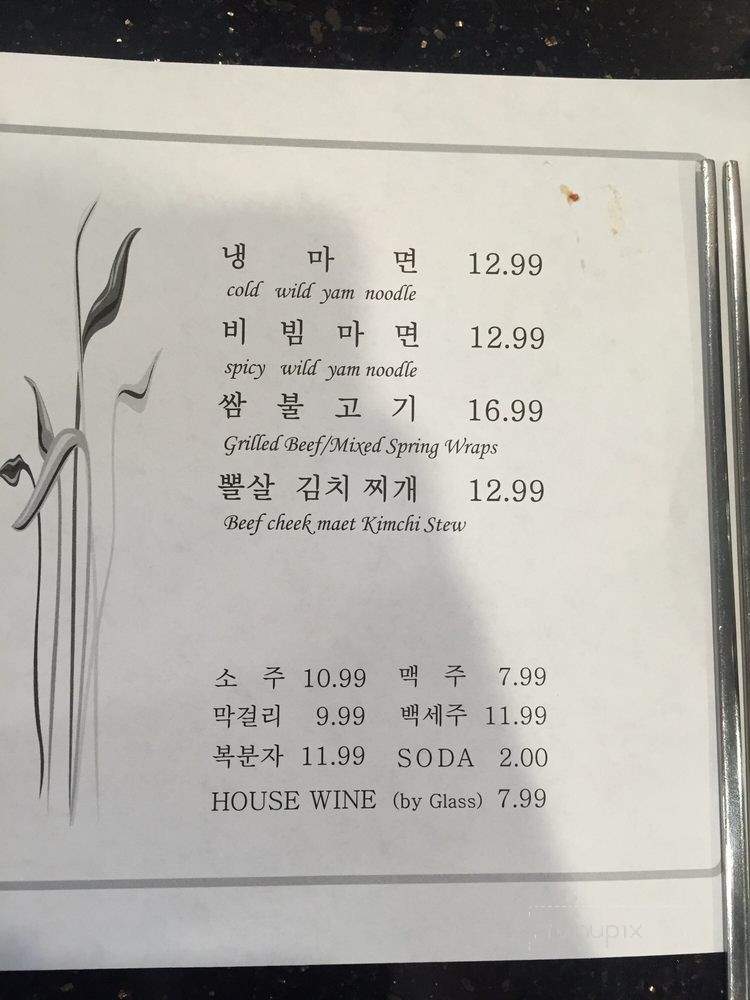 냉 마 면 12.99
cold wild yam noodle
비 빔 마 면 12.99
spicy wild yam noodle
쌈 불 고 기 16.99
Grilled Beef/Mixed Spring Wraps
뽈살 김치 찌개 12.99
Beef cheek maet Kimchi Stew
소 주 10.99 맥 주 7.99
막걸리 9.99 백세주 11.99
복분자 11.99 SODA 2.00
HOUSE WINE (by Glass) 7.99